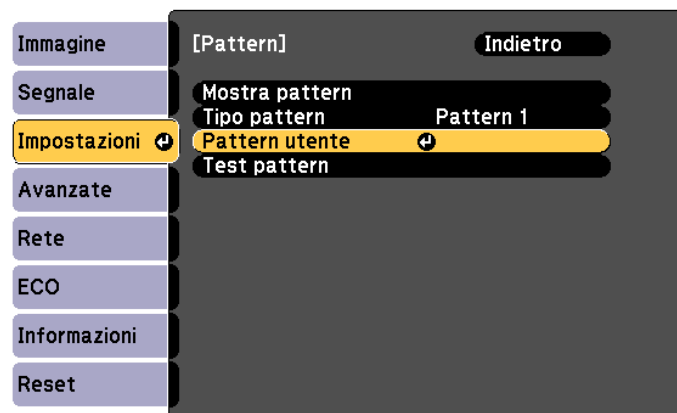 Immagine
Segnale
Impostazioni
Avanzate
Rete
ECO
Informazioni
Reset
[Pattern] Indietro
Mostra pattern
Tipo pattern Pattern 1
Pattern utente
Test pattern